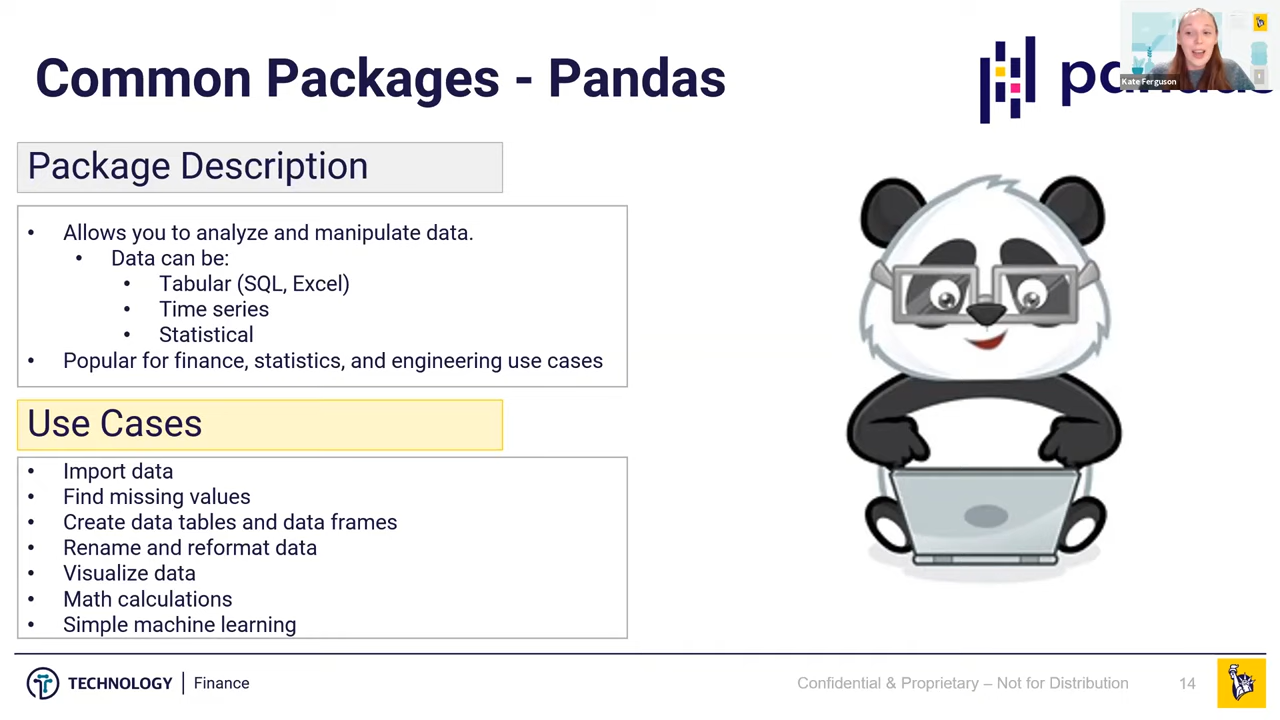 Common Packages - Pandas
Kate Ferguson
Package Description
• Allows you to analyze and manipulate data.
• Data can be:
• Tabular (SQL, Excel)
• Time series
• Statistical
• Popular for finance, statistics, and engineering use cases
Use Cases
• Import data
• Find missing values
• Create data tables and data frames
• Rename and reformat data
• Visualize data
• Math calculations
• Simple machine learning
TECHNOLOGY | Finance
Confidential & Proprietary – Not for Distribution
14